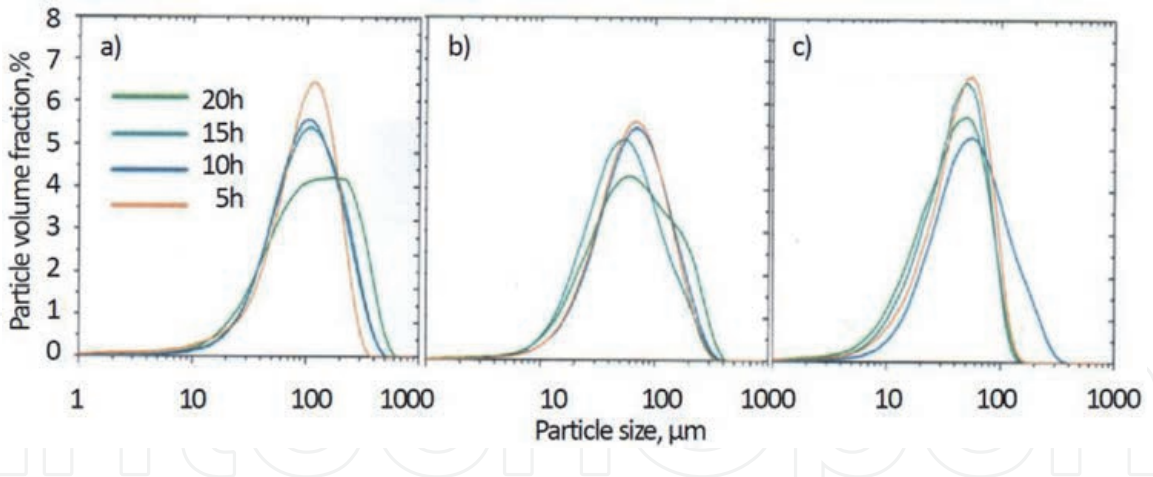 8
7
6
5
4
3
2
1
0
Particle volume fraction,%
a)
20h
15h
10h
5h
b)
c)
1 10 100 1000 10 100 1000 10 100 1000
Particle size, µm